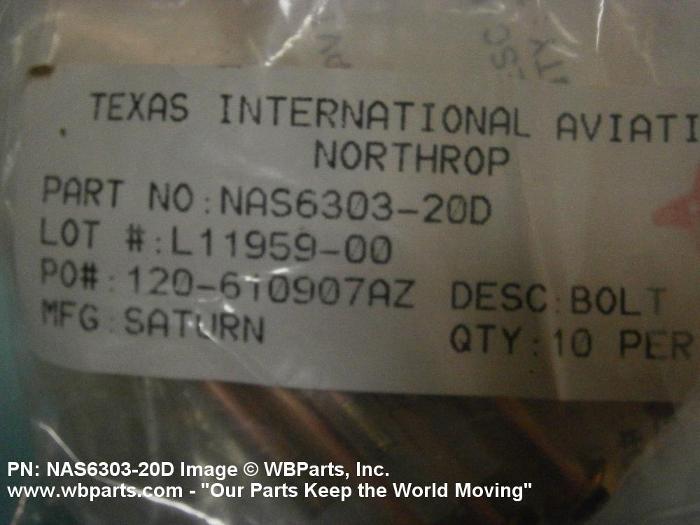 TEXAS INTERNATIONAL AVIATI
NORTHROP
PART NO:NAS6303-20D
LOT #:L11959-00
PO#:120-610907AZ DESC:BOLT
MFG:SATURN QTY:10 PER
PN: NAS6303-20D Image © WBParts, Inc.
www.wbparts.com - "Our Parts Keep the World Moving"